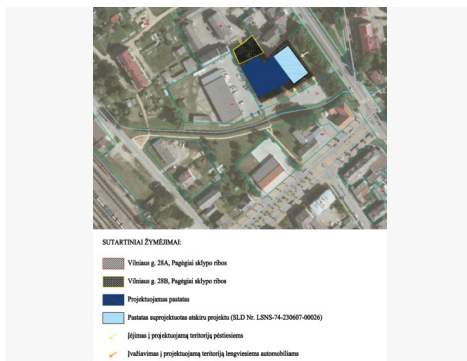 SUTARTINIAI ŽYMĖJIMAI:
Vilniaus g. 28A, Pagėgiai sklypo ribos
Vilniaus g. 28B, Pagėgiai sklypo ribos
Projektuojamas pastatas
Pastatas suprojektuotas atskiru projektu (SLD Nr. LSNS-74-230607-00026)
Įėjimas į projektuojamą teritoriją pėstiesiems
Įvažiavimas į projektuojamą teritoriją lengviesiems automobiliams